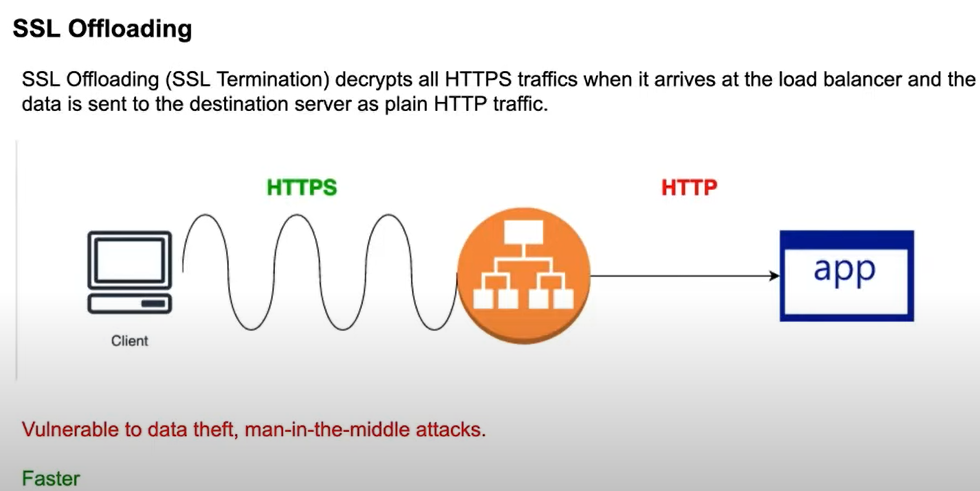 SSL Offloading
SSL Offloading (SSL Termination) decrypts all HTTPS traffics when it arrives at the load balancer and the
data is sent to the destination server as plain HTTP traffic.
HTTPS
HTTP
app
Client
Vulnerable to data theft, man-in-the-middle attacks.
Faster